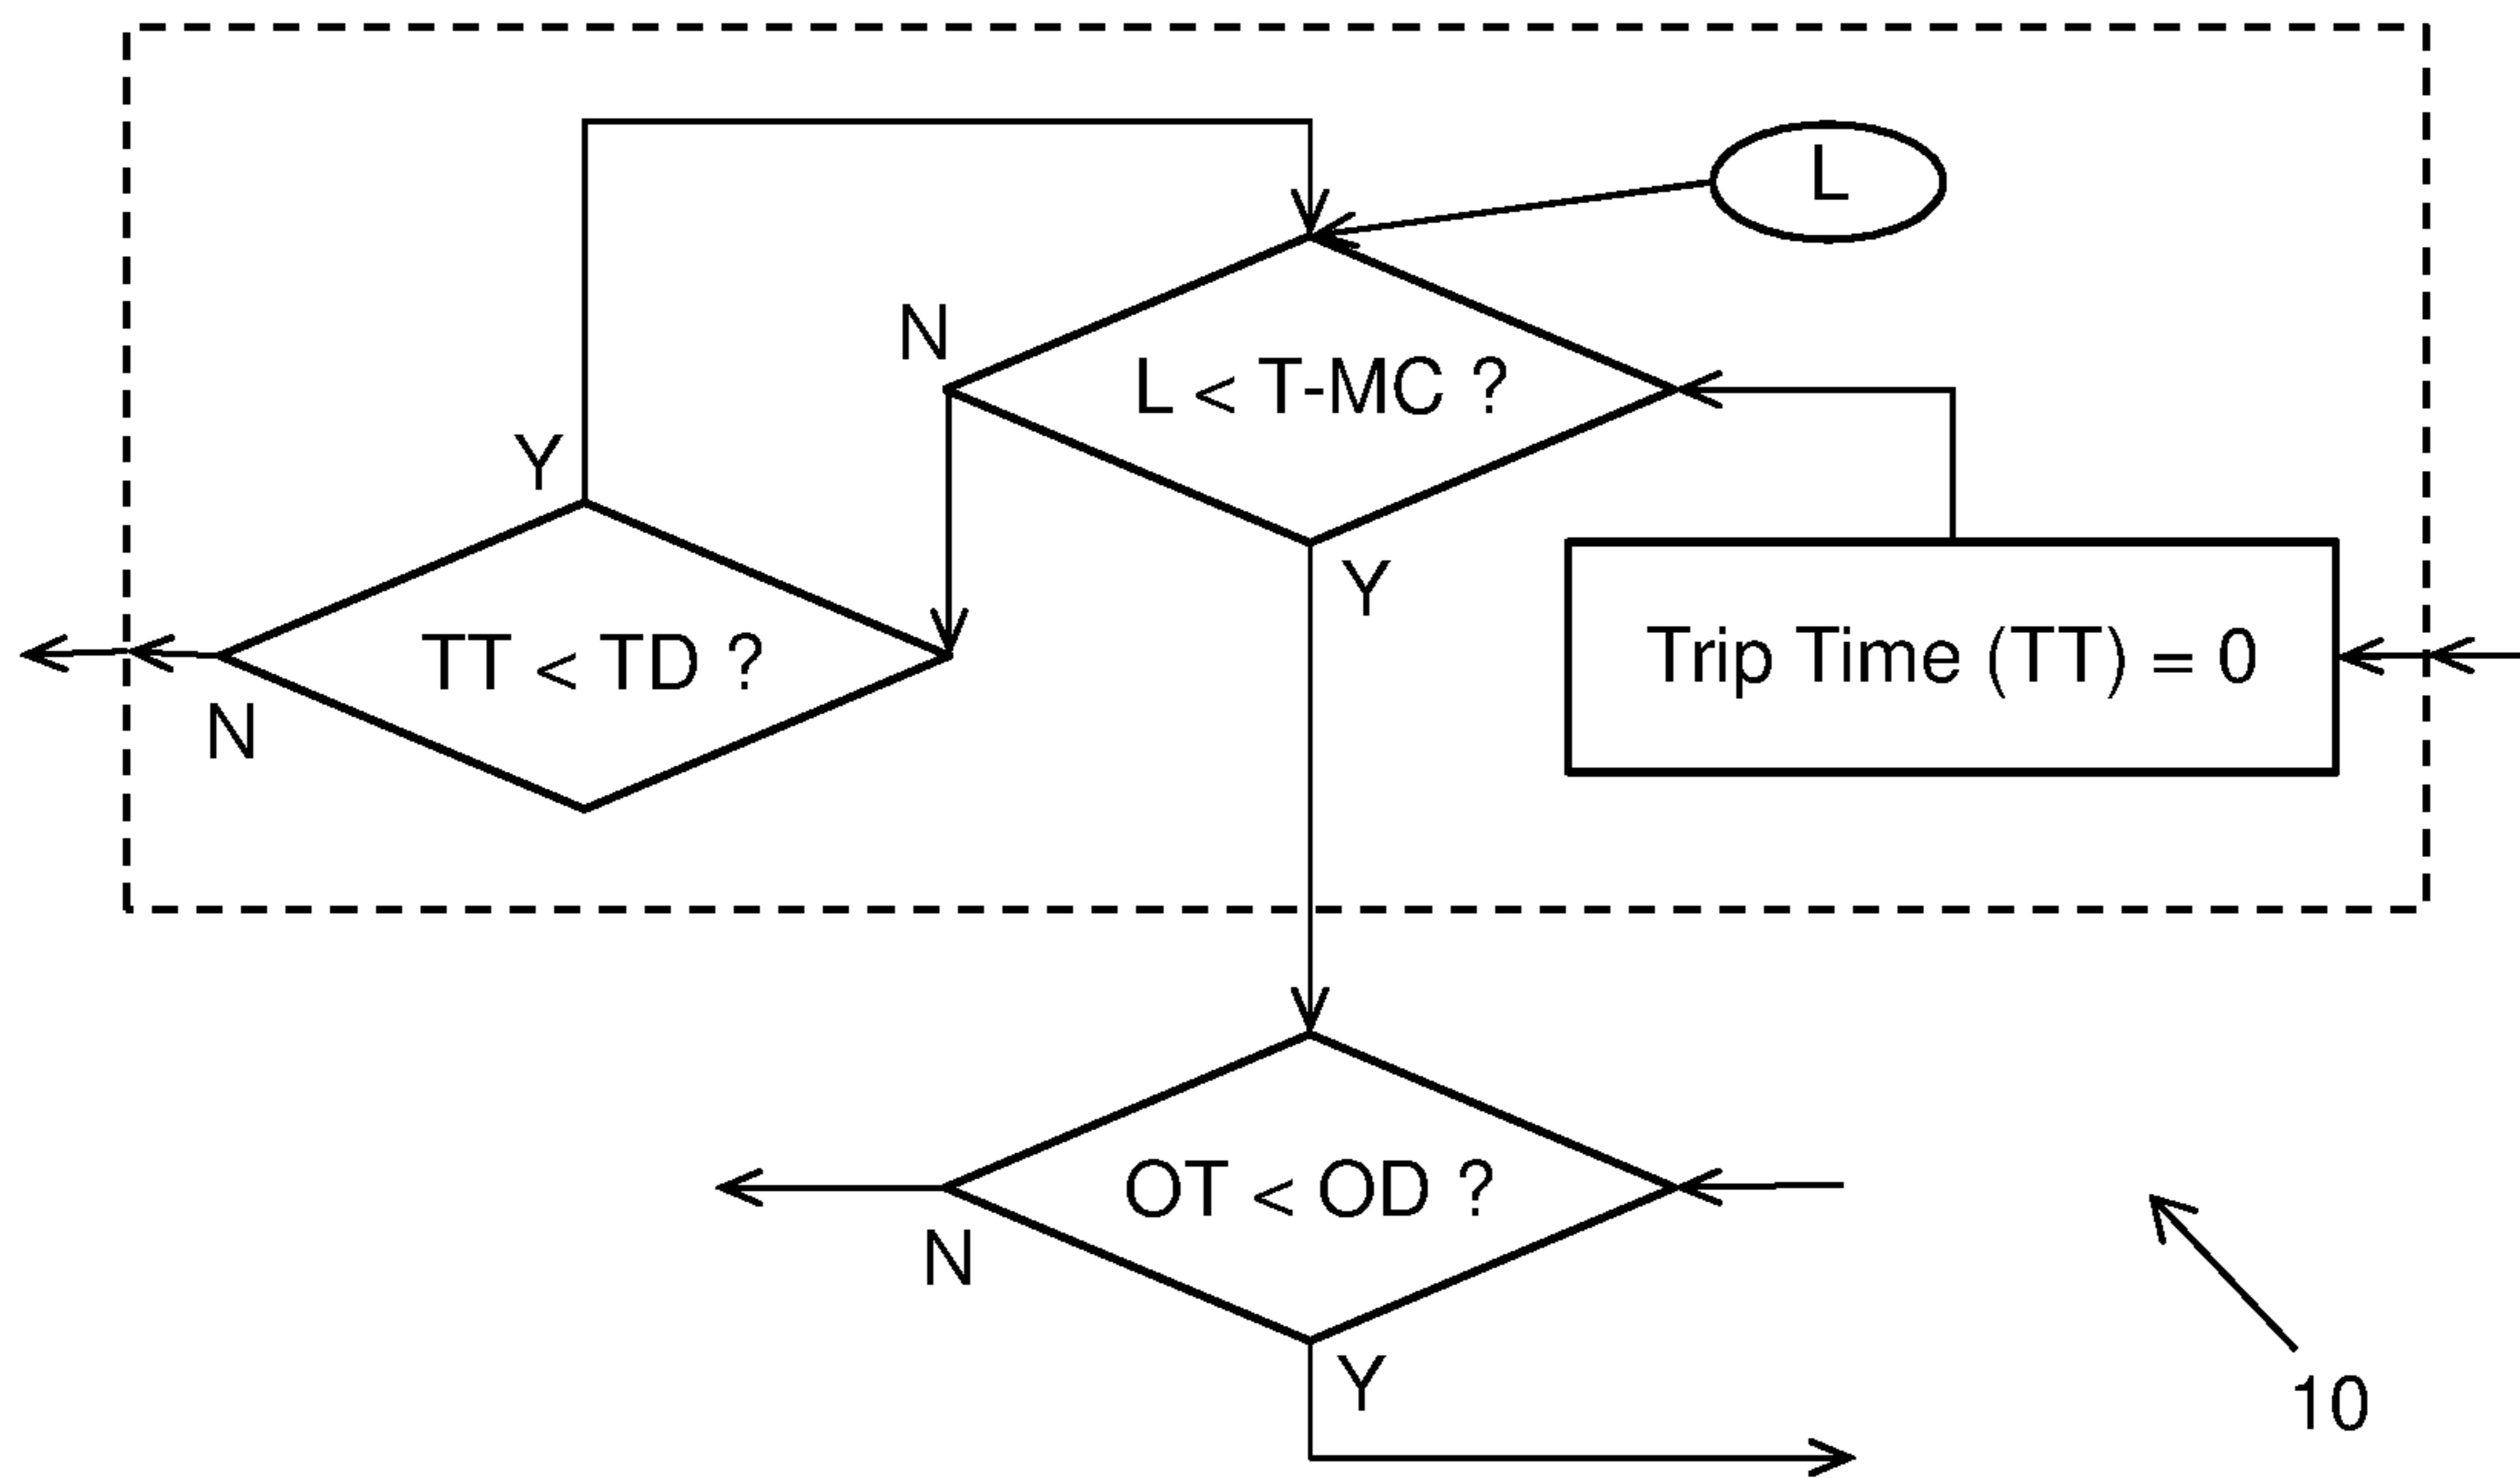 L
N
L < T-MC ?
Y
Y
TT < TD ?
Trip Time (TT) = 0
N
OT < OD ?
N
Y
10